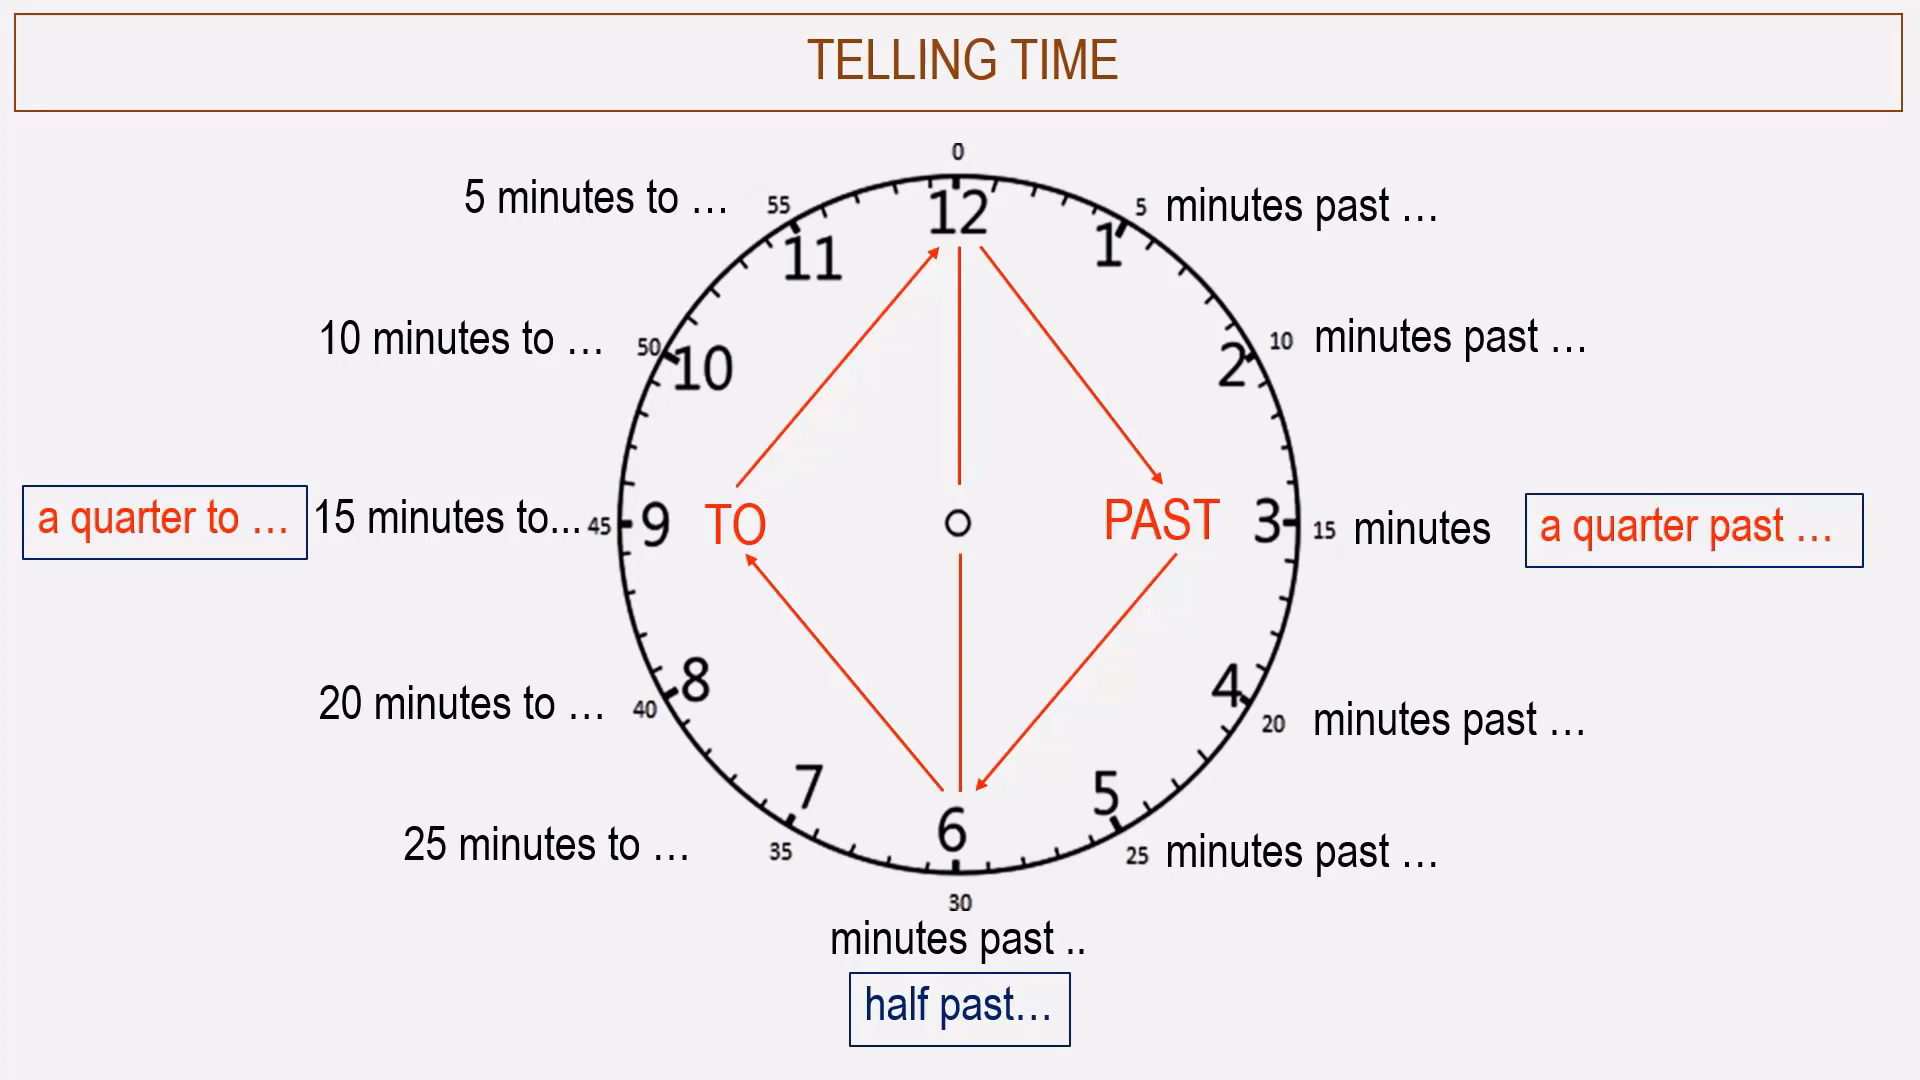 TELLING TIME
0
5 minutes to …
55
12
5
minutes past …
11
1
10 minutes to …
50
10
2
10
minutes past …
a quarter to …
15 minutes to...
45
9
TO
PAST
3
15
minutes
a quarter past …
20 minutes to …
40
8
4
20
minutes past …
25 minutes to …
35
7
6
5
25
minutes past …
30
minutes past ..
half past…